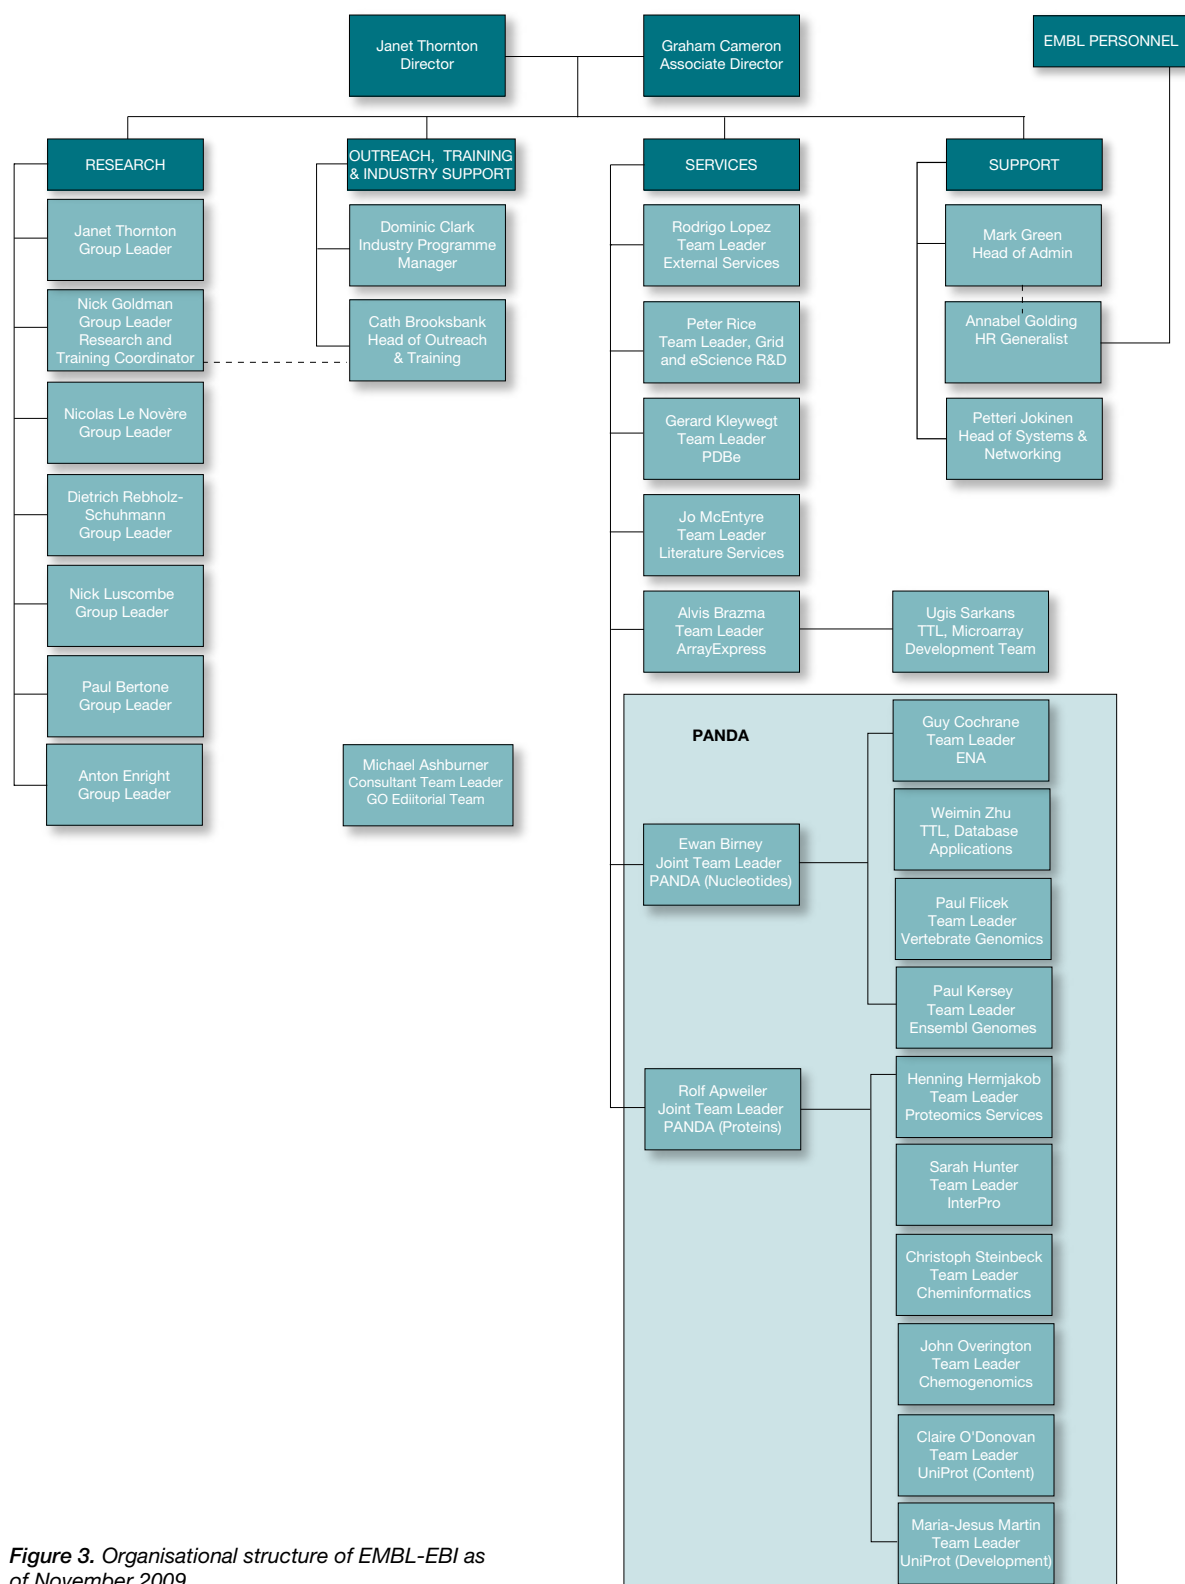 Janet Thornton
Director
Graham Cameron
Associate Director
EMBL PERSONNEL
RESEARCH
Janet Thornton
Group Leader
Nick Goldman
Group Leader
Research and
Training Coordinator
Nicolas Le Novère
Group Leader
Dietrich Rebholz-
Schuhmann
Group Leader
Nick Luscombe
Group Leader
Paul Bertone
Group Leader
Anton Enright
Group Leader
OUTREACH, TRAINING
& INDUSTRY SUPPORT
Dominic Clark
Industry Programme
Manager
Cath Brooksbank
Head of Outreach
& Training
Michael Ashburner
Consultant Team Leader
GO Ediitorial Team
SERVICES
Rodrigo Lopez
Team Leader
External Services
Peter Rice
Team Leader, Grid
and eScience R&D
Gerard Kleywegt
Team Leader
PDBe
Jo McEntyre
Team Leader
Literature Services
Alvis Brazma
Team Leader
ArrayExpress
Ugis Sarkans
TTL, Microarray
Development Team
PANDA
Ewan Birney
Joint Team Leader
PANDA (Nucleotides)
Guy Cochrane
Team Leader
ENA
Weimin Zhu
TTL, Database
Applications
Paul Flicek
Team Leader
Vertebrate Genomics
Paul Kersey
Team Leader
Ensembl Genomes
Rolf Apweiler
Joint Team Leader
PANDA (Proteins)
Henning Hermjakob
Team Leader
Proteomics Services
Sarah Hunter
Team Leader
InterPro
Christoph Steinbeck
Team Leader
Cheminformatics
John Overington
Team Leader
Chemogenomics
Claire O'Donovan
Team Leader
UniProt (Content)
Maria-Jesus Martin
Team Leader
UniProt (Development)
SUPPORT
Mark Green
Head of Admin
Annabel Golding
HR Generalist
Petteri Jokinen
Head of Systems &
Networking
Figure 3. Organisational structure of EMBL-EBI as
of November 2009